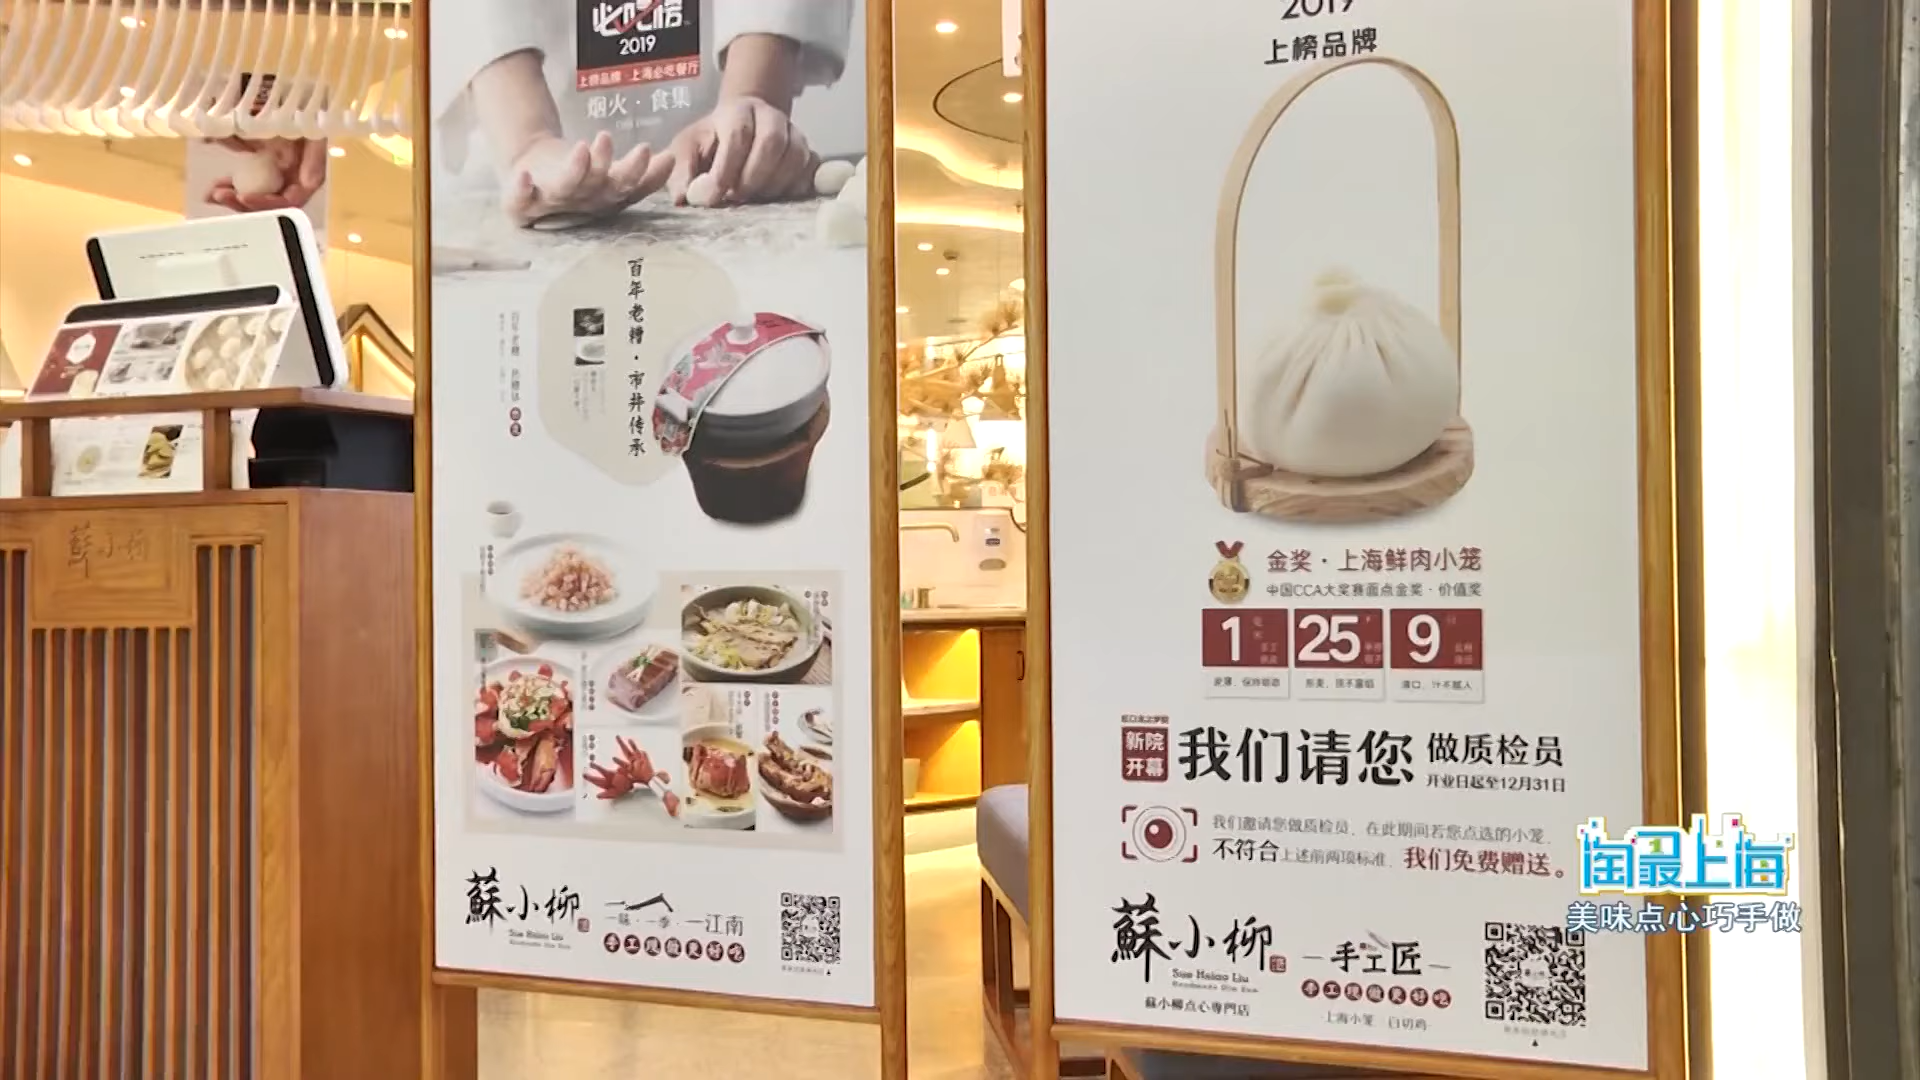 必吃榜
2019
上榜品牌·上海必吃餐厅
烟火·食集
百年老糟·市井传承
蘇小柳
蘇小柳
Sue Hsiao Liu
一味·一季·一江南
手工现做更好吃
2019
上榜品牌
金奖·上海鲜肉小笼
中国CCA大奖赛面点金奖·价值奖
1
25
9
新院
开幕
我们请您做质检员
开业日起至12月31日
我们邀请您做质检员，在此期间若您点选的小笼，
不符合上述前两项标准，我们免费赠送。
蘇小柳
Sue Hsiao Liu
Handmade Dim Sum
蘇小柳点心専門店
手工匠
手工现做更好吃
上海小笼 白切鸡
淘最上海
美味点心巧手做